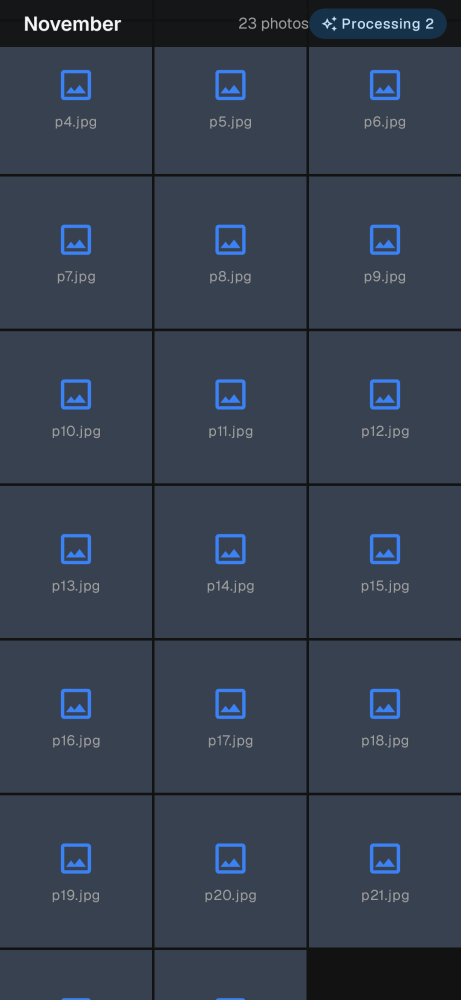 November 23 photos Processing 2
p4.jpg p5.jpg p6.jpg
p7.jpg p8.jpg p9.jpg
p10.jpg p11.jpg p12.jpg
p13.jpg p14.jpg p15.jpg
p16.jpg p17.jpg p18.jpg
p19.jpg p20.jpg p21.jpg